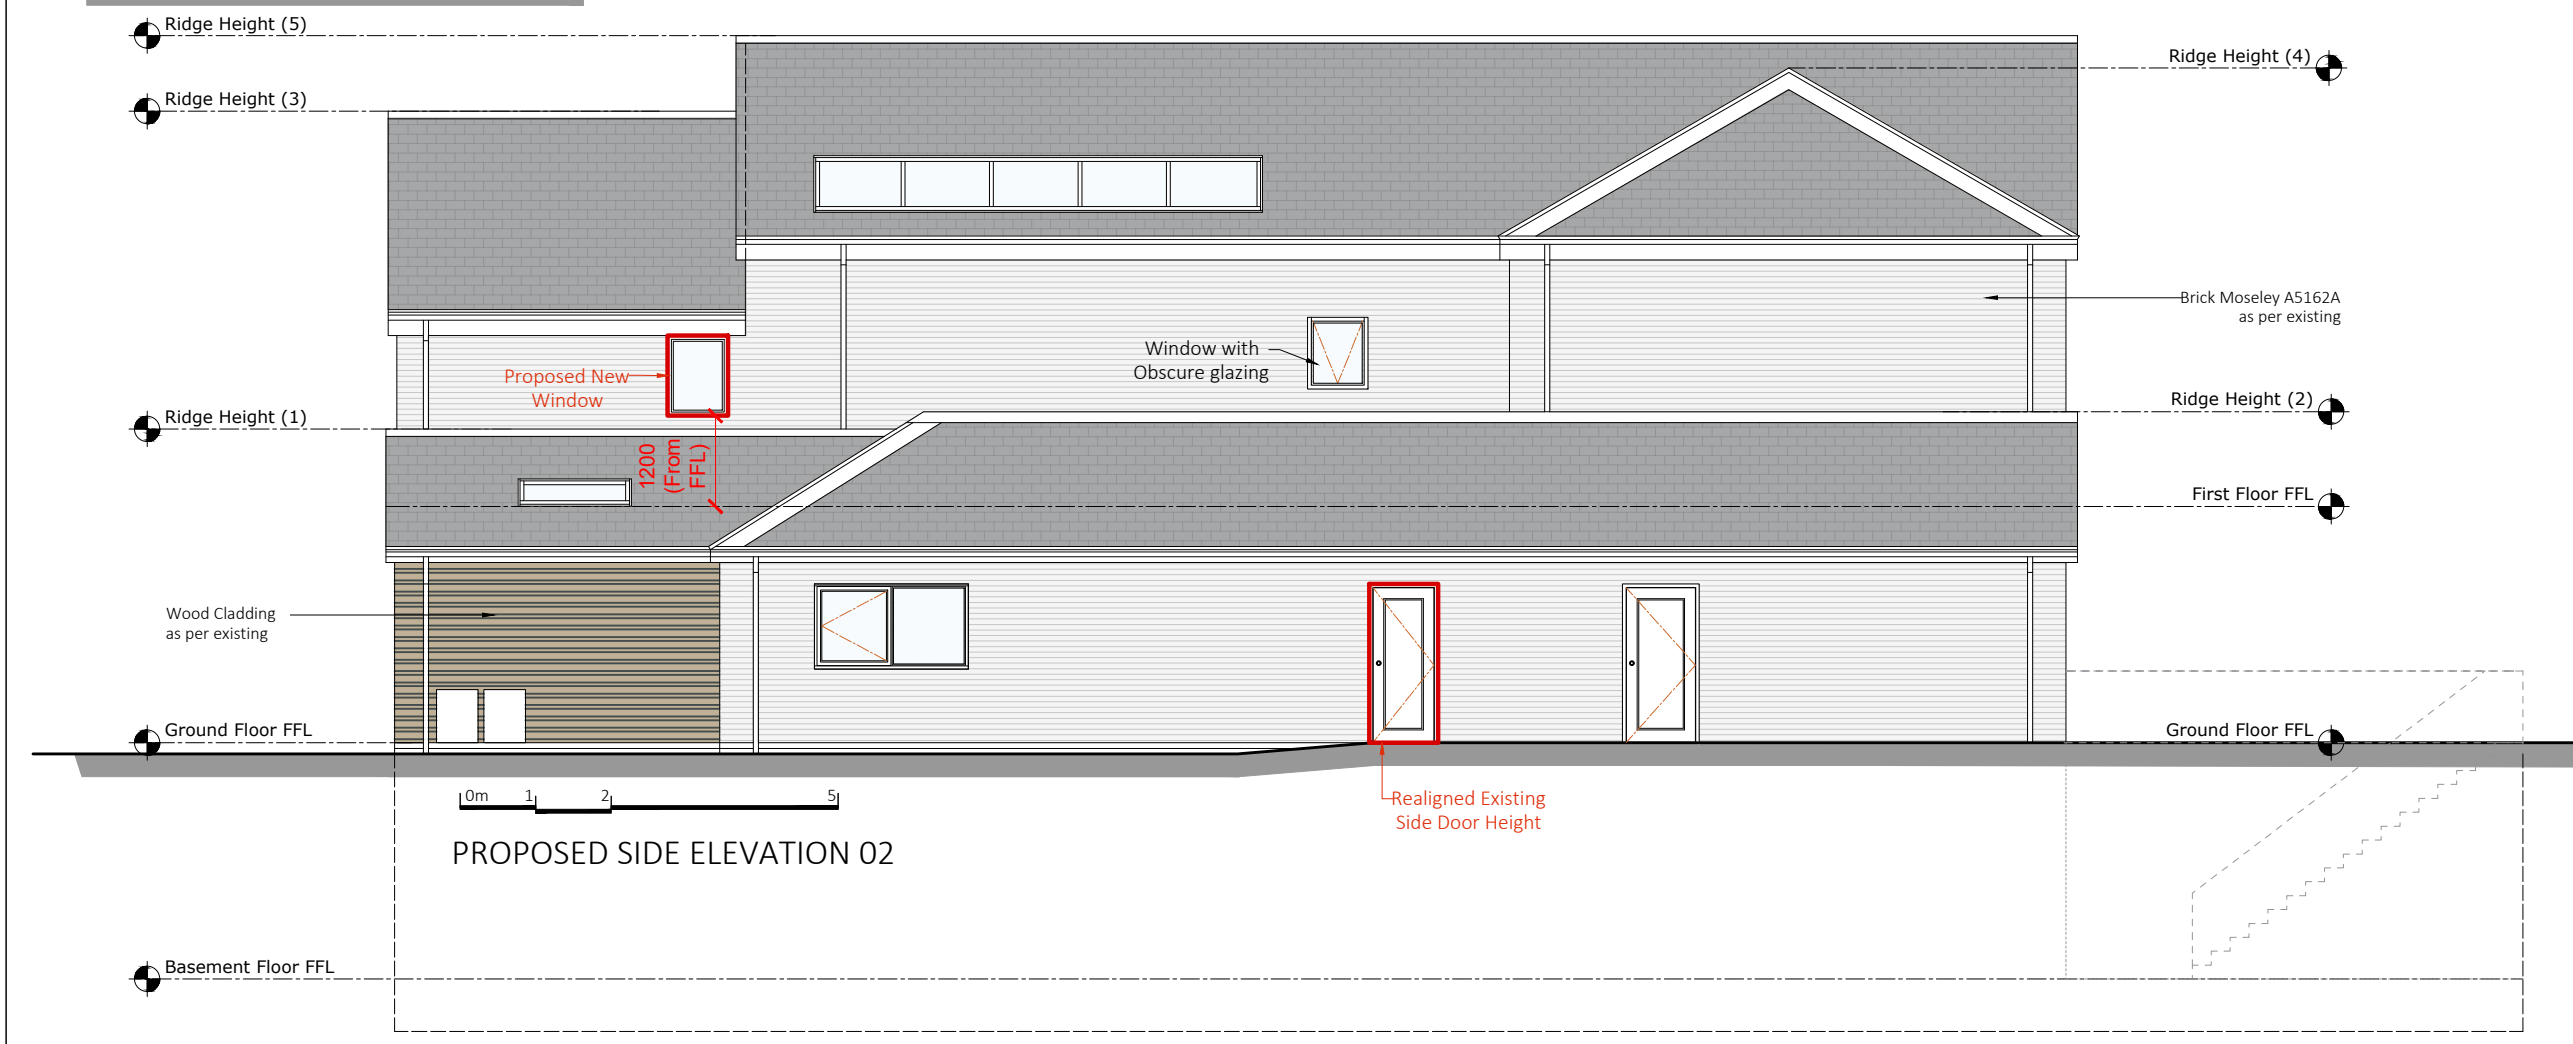 Ridge Height (5)
Ridge Height (4)
Ridge Height (3)
Brick Moseley A5162A
as per existing
Window with
Obscure glazing
Proposed New
Window
Ridge Height (1)
Ridge Height (2)
1200
(From
FFL)
First Floor FFL
Wood Cladding
as per existing
Ground Floor FFL
Ground Floor FFL
0m 1 2 5
Realigned Existing
Side Door Height
PROPOSED SIDE ELEVATION 02
Basement Floor FFL